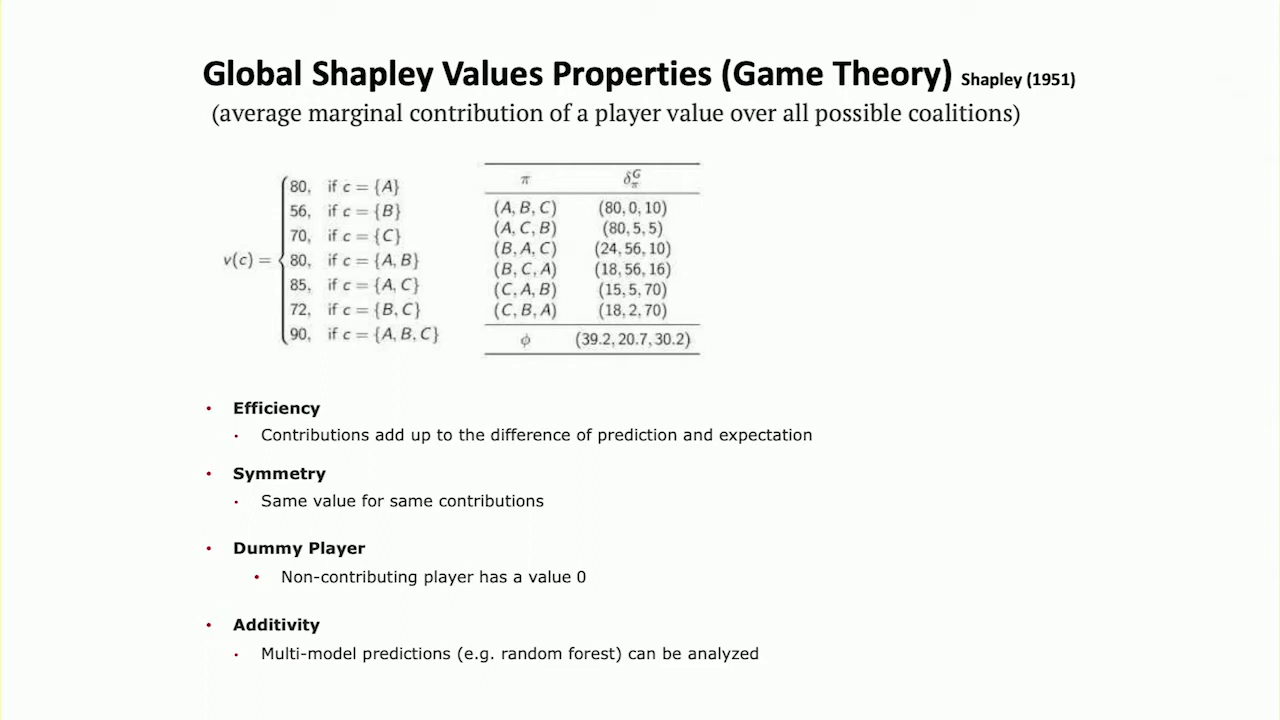 Global Shapley Values Properties (Game Theory) Shapley (1951)
(average marginal contribution of a player value over all possible coalitions)
80, if c = {A}
56, if c = {B}
70, if c = {C}
v(c) = 80, if c = {A, B}
85, if c = {A, C}
72, if c = {B, C}
90, if c = {A, B, C}
π δ_π^G
(A, B, C) (80, 0, 10)
(A, C, B) (80, 5, 5)
(B, A, C) (24, 56, 10)
(B, C, A) (18, 56, 16)
(C, A, B) (15, 5, 70)
(C, B, A) (18, 2, 70)
ϕ (39.2, 20.7, 30.2)
• Efficiency
• Contributions add up to the difference of prediction and expectation
• Symmetry
• Same value for same contributions
• Dummy Player
• Non-contributing player has a value 0
• Additivity
• Multi-model predictions (e.g. random forest) can be analyzed